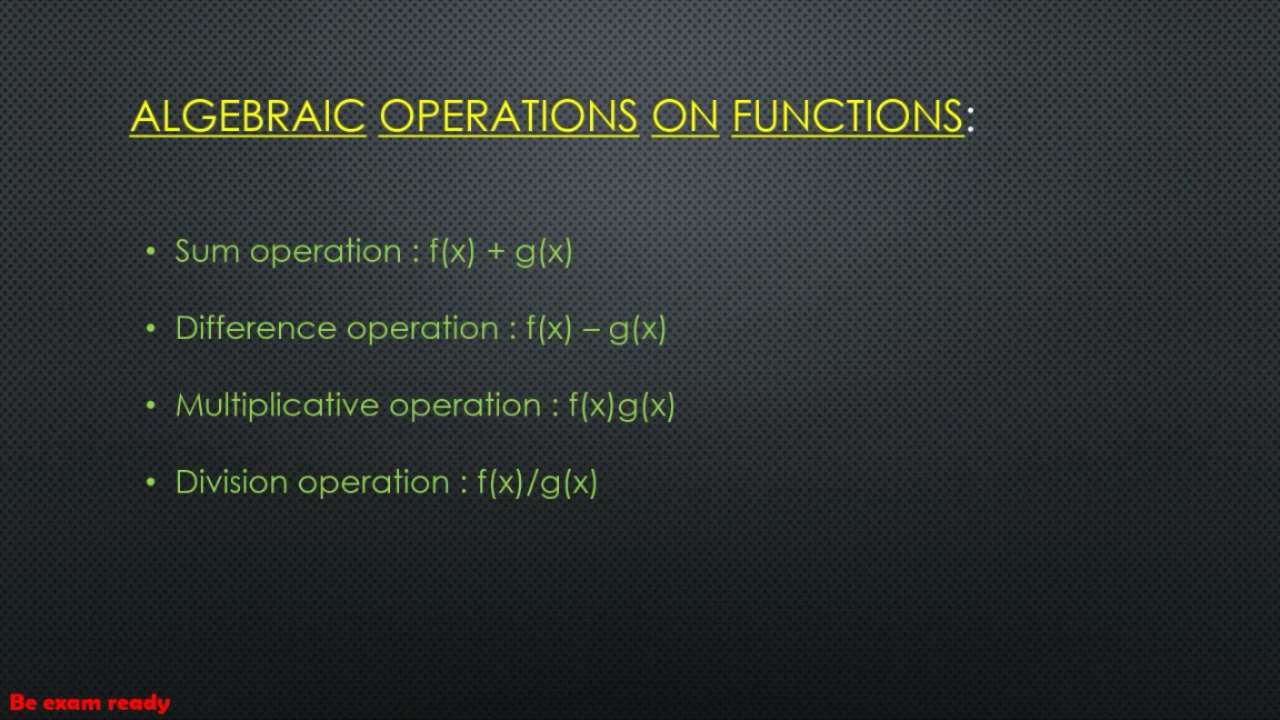 ALGEBRAIC OPERATIONS ON FUNCTIONS:
• Sum operation : f(x) + g(x)
• Difference operation : f(x) – g(x)
• Multiplicative operation : f(x)g(x)
• Division operation : f(x)/g(x)
Be exam ready